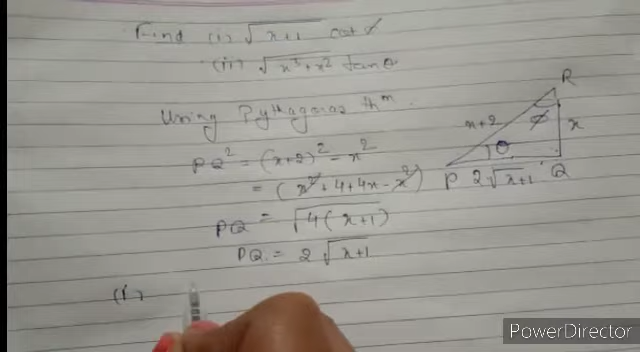 Find (i) √x+1 cot φ
(ii) √x³+x² tan θ
Using Pythagoras thm.
PQ² = (x+2)² - x²
= (x² + 4 + 4x - x²)
PQ = √4(x+1)
PQ = 2 √x+1
(i)
R
x+2
φ
x
θ
P 2√x+1 Q
PowerDirector